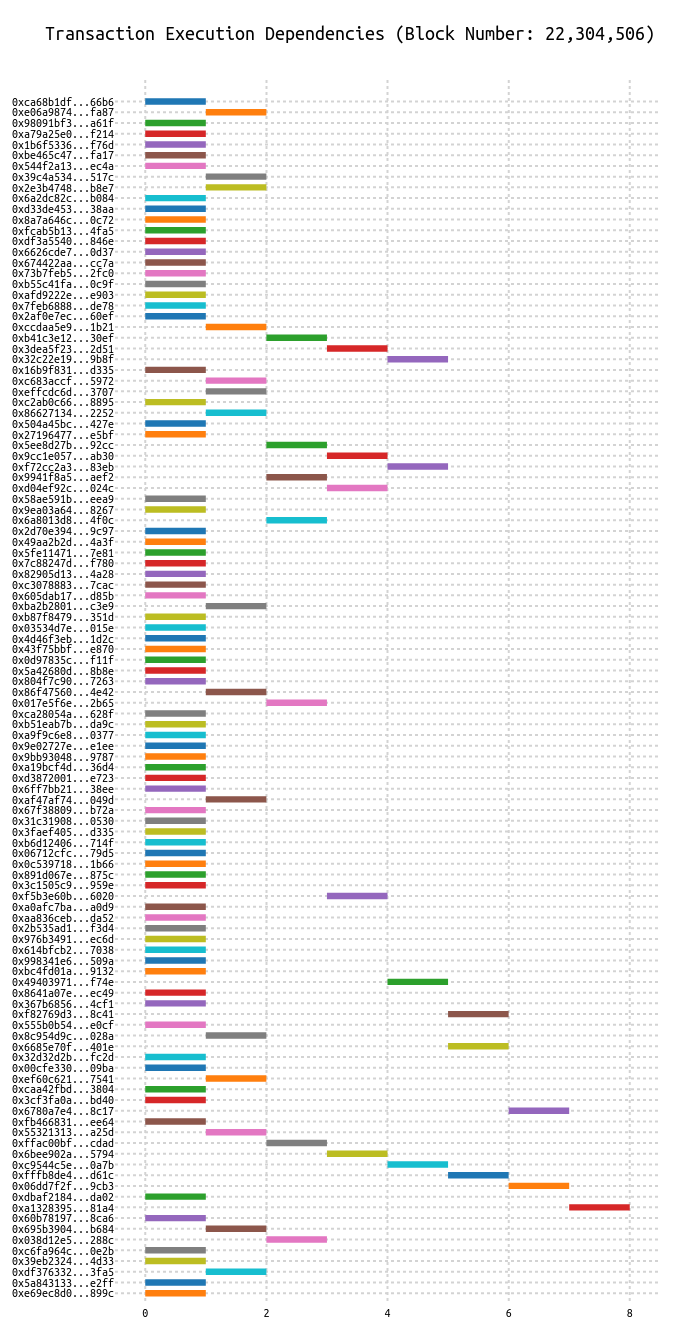 Transaction Execution Dependencies (Block Number: 22,304,506)
0xca68b1df...66b6
0xe06a9874...fa87
0x98091bf3...a61f
0xa79a25e0...f214
0x1b6f5336...f76d
0xbe465c47...fa17
0x544f2a13...ec4a
0x39c4a534...517c
0x2e3b4748...b8e7
0x6a2dc82c...b084
0xd33de453...38aa
0x8a7a646c...0c72
0xfcab5b13...4fa5
0xdf3a5540...846e
0x6626cde7...0d37
0x674422aa...cc7a
0x73b7feb5...2fc0
0xb55c41fa...0c9f
0xafd9222e...e903
0x7feb6888...de78
0x2af0e7ec...60ef
0xccdaa5e9...1b21
0xb41c3e12...30ef
0x3dea5f23...2d51
0x32c22e19...9b8f
0x16b9f831...d335
0xc683accf...5972
0xeffcdc6d...3707
0xc2ab0c66...8895
0x86627134...2252
0x504a45bc...427e
0x27196477...e5bf
0x5ee8d27b...92cc
0x9cc1e057...ab30
0xf72cc2a3...83eb
0x9941f8a5...aef2
0xd04ef92c...024c
0x58ae591b...eea9
0x9ea03a64...8267
0x6a8013d8...4f0c
0x2d70e394...9c97
0x49aa2b2d...4a3f
0x5fe11471...7e81
0x7c88247d...f780
0x82905d13...4a28
0xc3078883...7cac
0x605dab17...d85b
0xba2b2801...c3e9
0xb87f8479...351d
0x03534d7e...015e
0x4d46f3eb...1d2c
0x43f75bbf...e870
0x0d97835c...f11f
0x5a42680d...8b8e
0x804f7c90...7263
0x86f47560...4e42
0x017e5f6e...2b65
0xca28054a...628f
0xb51eab7b...da9c
0xa9f9c6e8...0377
0x9e02727e...e1ee
0x9bb93048...9787
0xa19bcf4d...36d4
0xd3872001...e723
0x6ff7bb21...38ee
0xaf47af74...049d
0x67f38809...b72a
0x31c31908...0530
0x3faef405...d335
0xb6d12406...714f
0x06712cfc...79d5
0x0c539718...1b66
0x891d067e...875c
0x3c1505c9...959e
0xf5b3e60b...6020
0xa0afc7ba...a0d9
0xaa836ceb...da52
0x2b535ad1...f3d4
0x976b3491...ec6d
0x614bfcb2...7038
0x998341e6...509a
0xbc4fd01a...9132
0x49403971...f74e
0x8641a07e...ec49
0x367b6856...4cf1
0xf82769d3...8c41
0x555b0b54...e0cf
0x8c954d9c...028a
0x6685e70f...401e
0x32d32d2b...fc2d
0x00cfe330...09ba
0xef60c621...7541
0xcaa42fbd...3804
0x3cf3fa0a...bd40
0x6780a7e4...8c17
0xfb466831...ee64
0x55321313...a25d
0xffac00bf...cdad
0x6bee902a...5794
0xc9544c5e...0a7b
0xfffb8de4...d61c
0x06dd7f2f...9cb3
0xdbaf2184...da02
0xa1328395...81a4
0x60b78197...8ca6
0x695b3904...b684
0x038d12e5...288c
0xc6fa964c...0e2b
0x39eb2324...4d33
0xdf376332...3fa5
0x5a843133...e2ff
0xe69ec8d0...899c
0 2 4 6 8